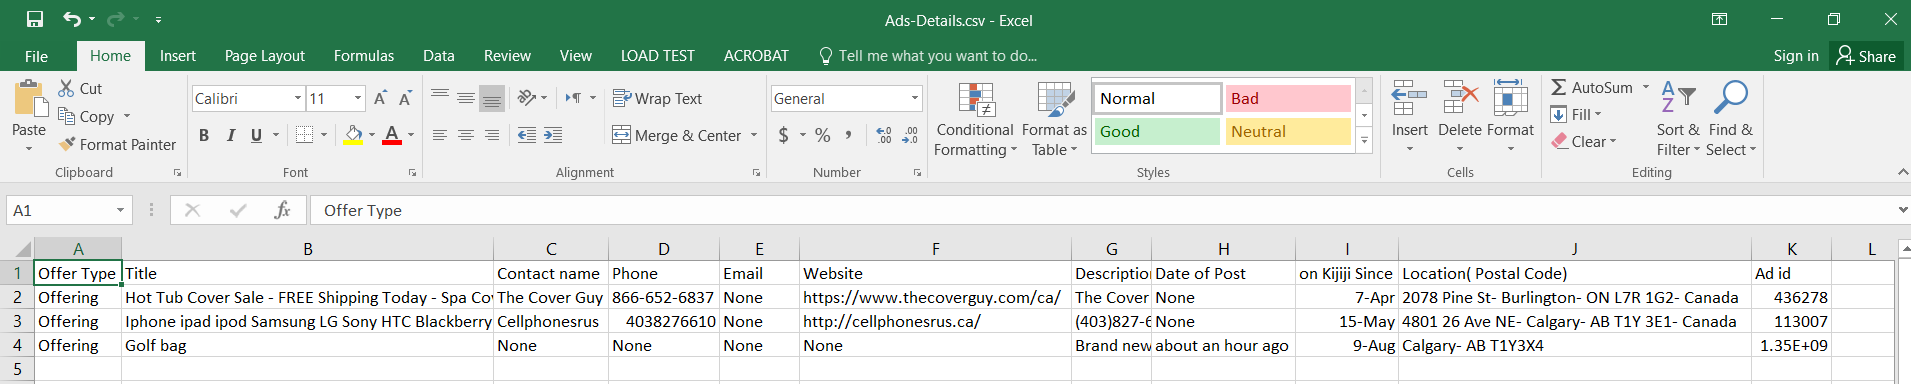 Ads-Details.csv - Excel
File Home Insert Page Layout Formulas Data Review View LOAD TEST ACROBAT Tell me what you want to do... Sign in Share
Paste Cut Copy Format Painter
Clipboard
Calibri 11 A A
B I U A
Font
Wrap Text
Merge & Center
Alignment
General
$ % , .0 .00 .00 .0
Number
Conditional Formatting Format as Table
Normal Bad
Good Neutral
Styles
Insert Delete Format
Cells
AutoSum
Fill
Clear
A Z
Sort & Filter Find & Select
Editing
A1 fx Offer Type
A B C D E F G H I J K L
1 Offer Type Title Contact name Phone Email Website Description Date of Post on Kijiji Since Location( Postal Code) Ad id
2 Offering Hot Tub Cover Sale - FREE Shipping Today - Spa Cov The Cover Guy 866-652-6837 None https://www.thecoverguy.com/ca/ The Cover None 7-Apr 2078 Pine St- Burlington- ON L7R 1G2- Canada 436278
3 Offering Iphone ipad ipod Samsung LG Sony HTC Blackberry Cellphonesrus 4038276610 None http://cellphonesrus.ca/ (403)827-6 None 15-May 4801 26 Ave NE- Calgary- AB T1Y 3E1- Canada 113007
4 Offering Golf bag None None None None Brand new about an hour ago 9-Aug Calgary- AB T1Y3X4 1.35E+09
5